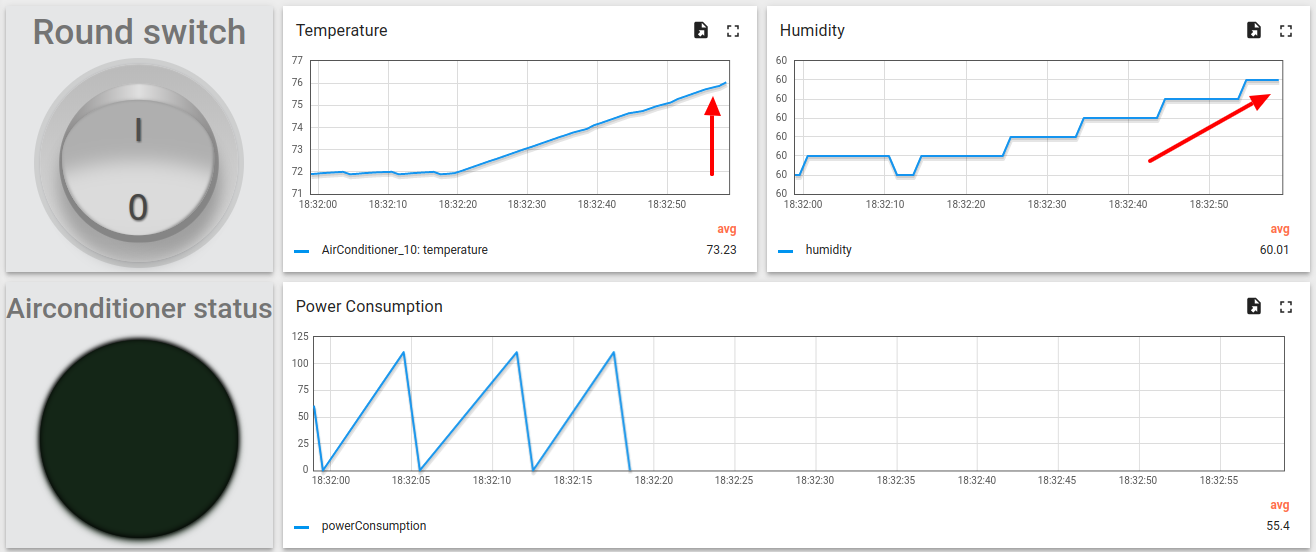 Round switch
I
0
Temperature
77
76
75
74
73
72
71
18:32:00 18:32:10 18:32:20 18:32:30 18:32:40 18:32:50
avg
AirConditioner_10: temperature 73.23
Humidity
60
60
60
60
60
60
60
60
18:32:00 18:32:10 18:32:20 18:32:30 18:32:40 18:32:50
avg
humidity 60.01
Airconditioner status
Power Consumption
125
100
75
50
25
0
18:32:00 18:32:05 18:32:10 18:32:15 18:32:20 18:32:25 18:32:30 18:32:35 18:32:40 18:32:45 18:32:50 18:32:55
avg
powerConsumption 55.4